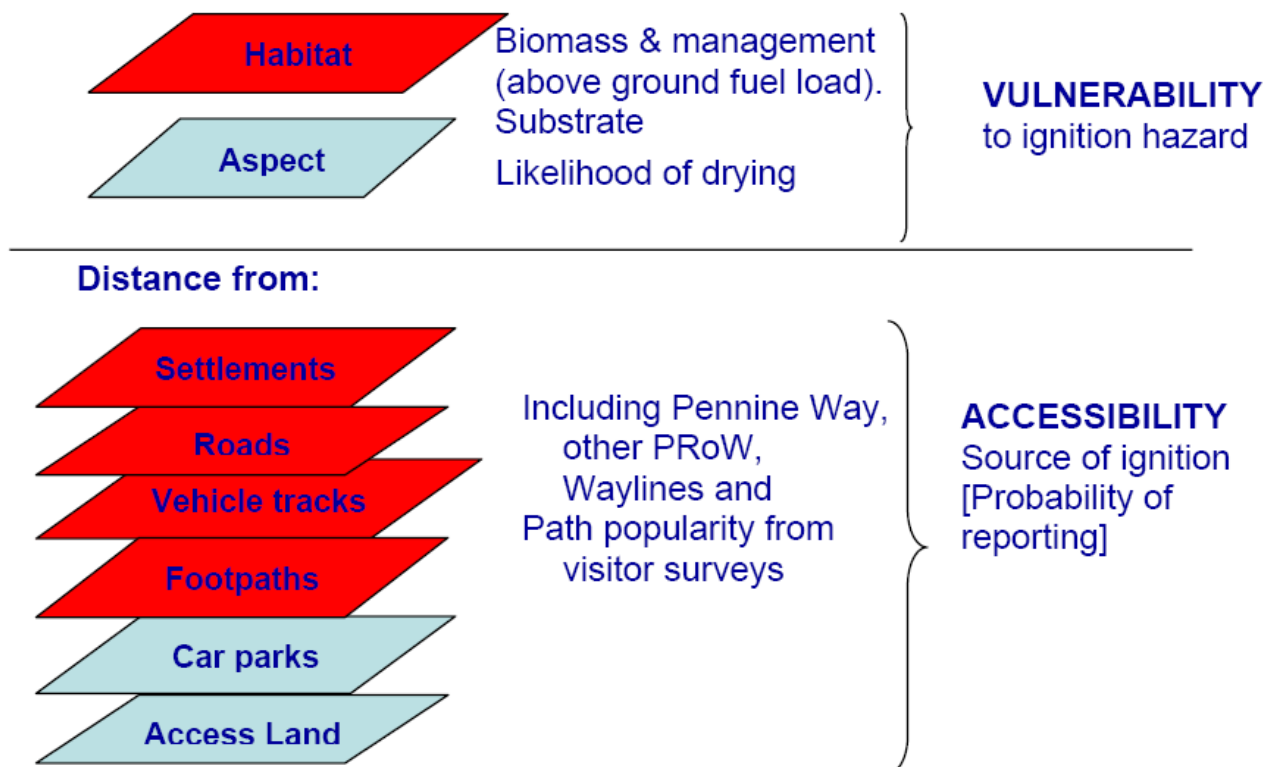 Habitat
Biomass & management
(above ground fuel load).
Substrate
Aspect
Likelihood of drying
VULNERABILITY
to ignition hazard
Distance from:
Settlements
Roads
Vehicle tracks
Footpaths
Car parks
Access Land
Including Pennine Way,
other PRoW,
Waylines and
Path popularity from
visitor surveys
ACCESSIBILITY
Source of ignition
[Probability of
reporting]